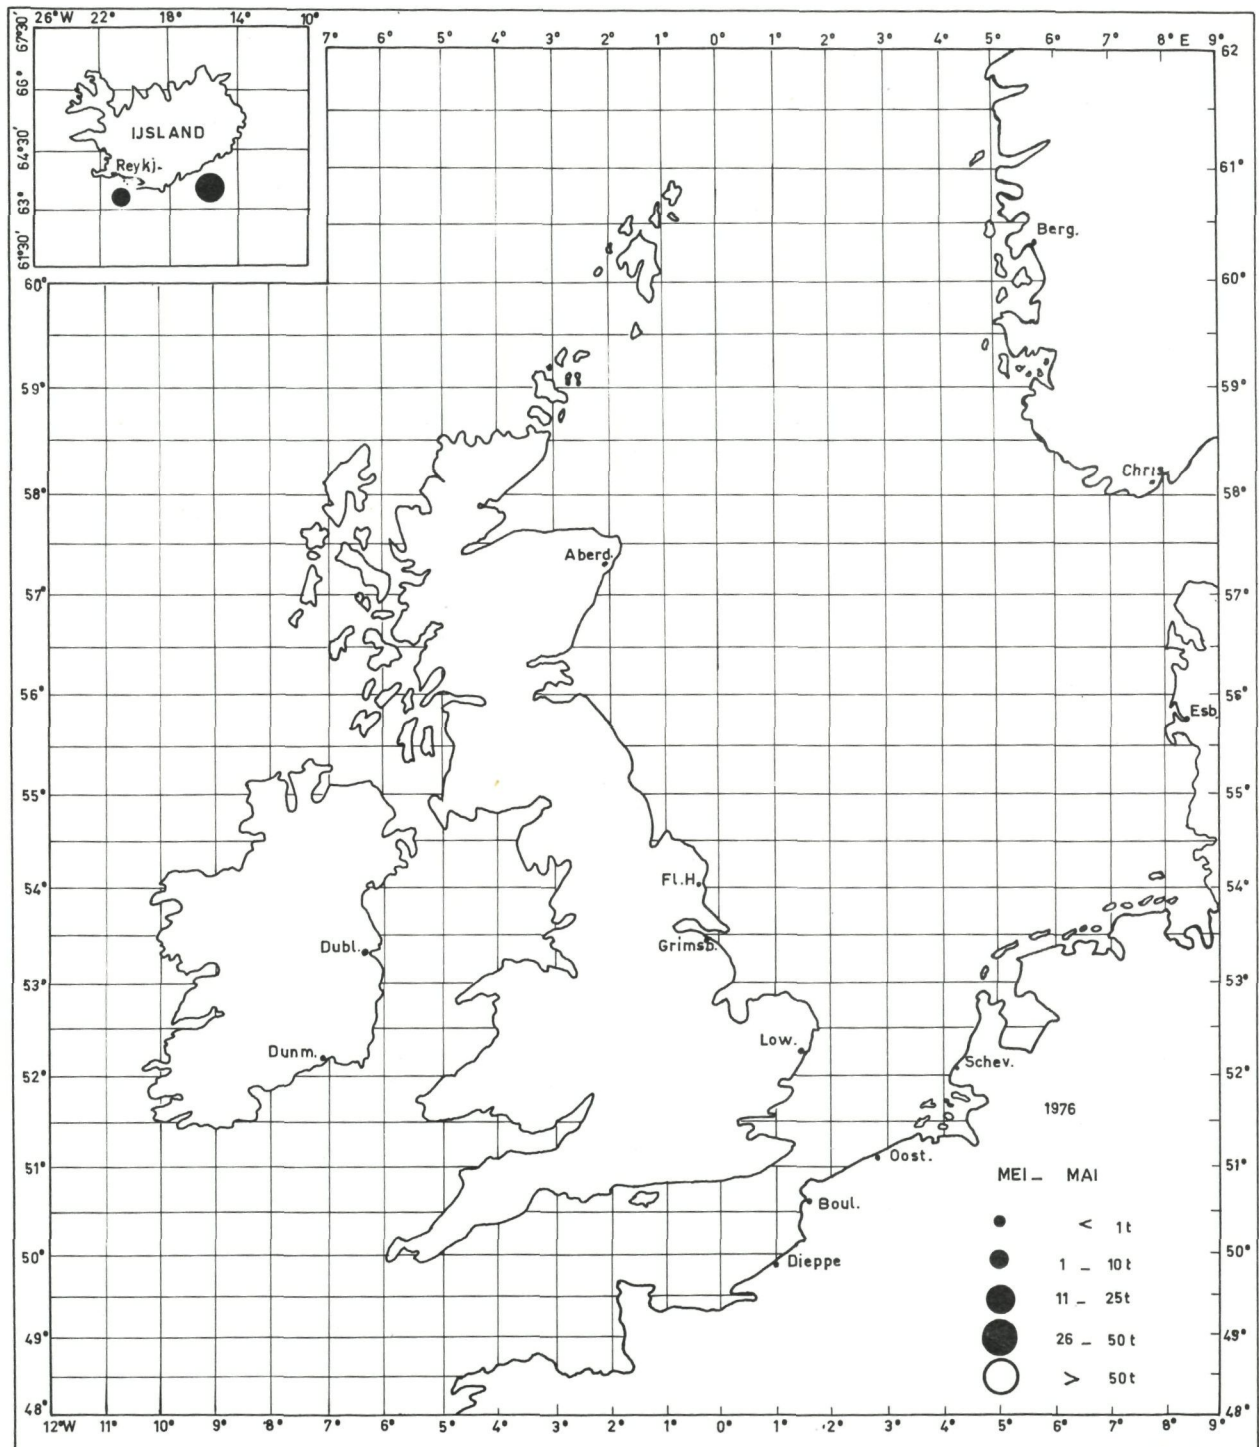 26°W 22° 18° 14° 10°
67°30'
66°
64°30'
63°
61°30'
IJSLAND
Reykj.
7° 6° 5° 4° 3° 2° 1° 0° 1° 2° 3° 4° 5° 6° 7° 8° E 9°
62
61°
60° 60°
59° 59°
58° 58°
57° 57°
56° 56°
55° 55°
54° 54°
53° 53°
52° 52°
51° 51°
50° 50°
49° 49°
48° 48°
Berg.
Chris
Aberd.
Esb.
Fl.H.
Grimsb.
Dubl.
Low.
Dunm.
Schev.
1976
Oost.
Boul.
Dieppe
MEI _ MAI
< 1t
1 _ 10t
11 _ 25t
26 _ 50t
> 50t
12°W 11° 10° 9° 8° 7° 6° 5° 4° 3° 2° 1° 0° 1° 2° 3° 4° 5° 6° 7° 8° 9°